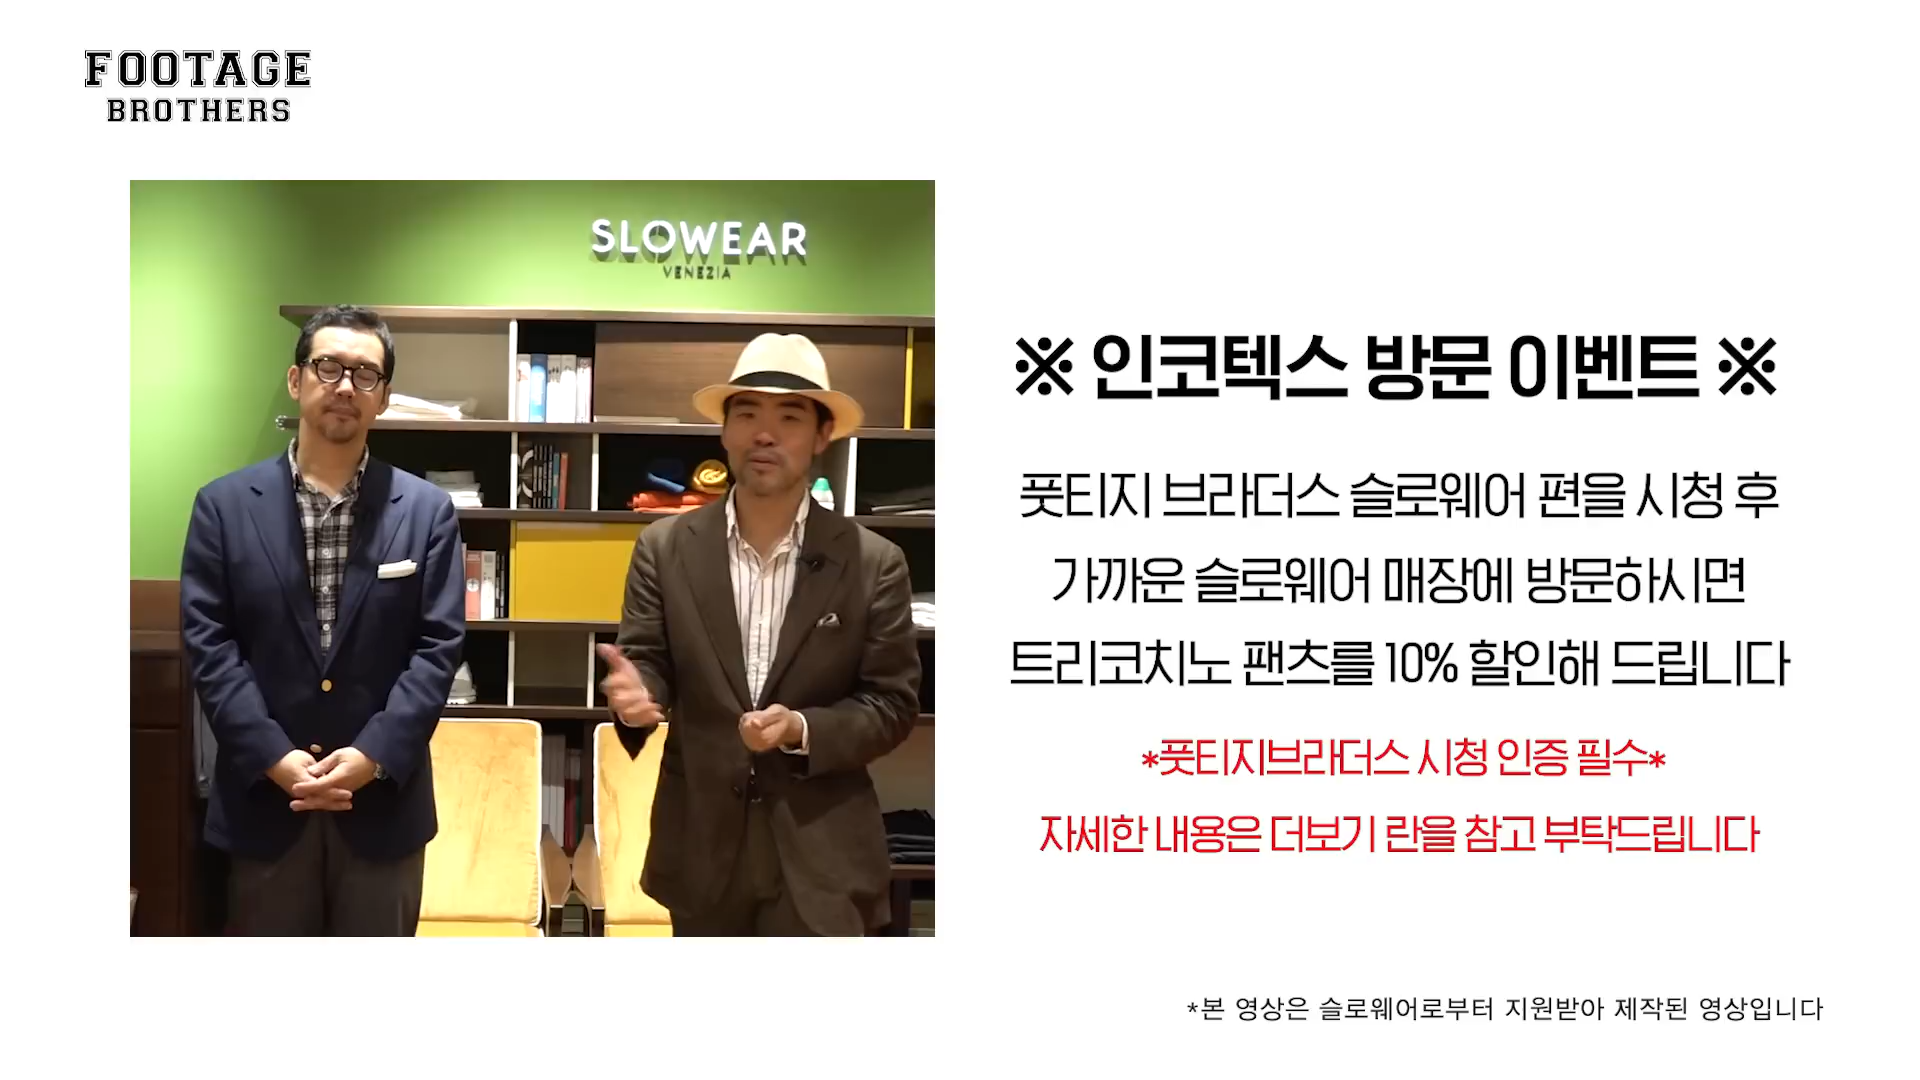 FOOTAGE
BROTHERS
SLOWEAR
VENEZIA
※ 인코텍스 방문 이벤트 ※
풋티지 브라더스 슬로웨어 편을 시청 후
가까운 슬로웨어 매장에 방문하시면
트리코치노 팬츠를 10% 할인해 드립니다
*풋티지브라더스 시청 인증 필수*
자세한 내용은 더보기 란을 참고 부탁드립니다
*본 영상은 슬로웨어로부터 지원받아 제작된 영상입니다